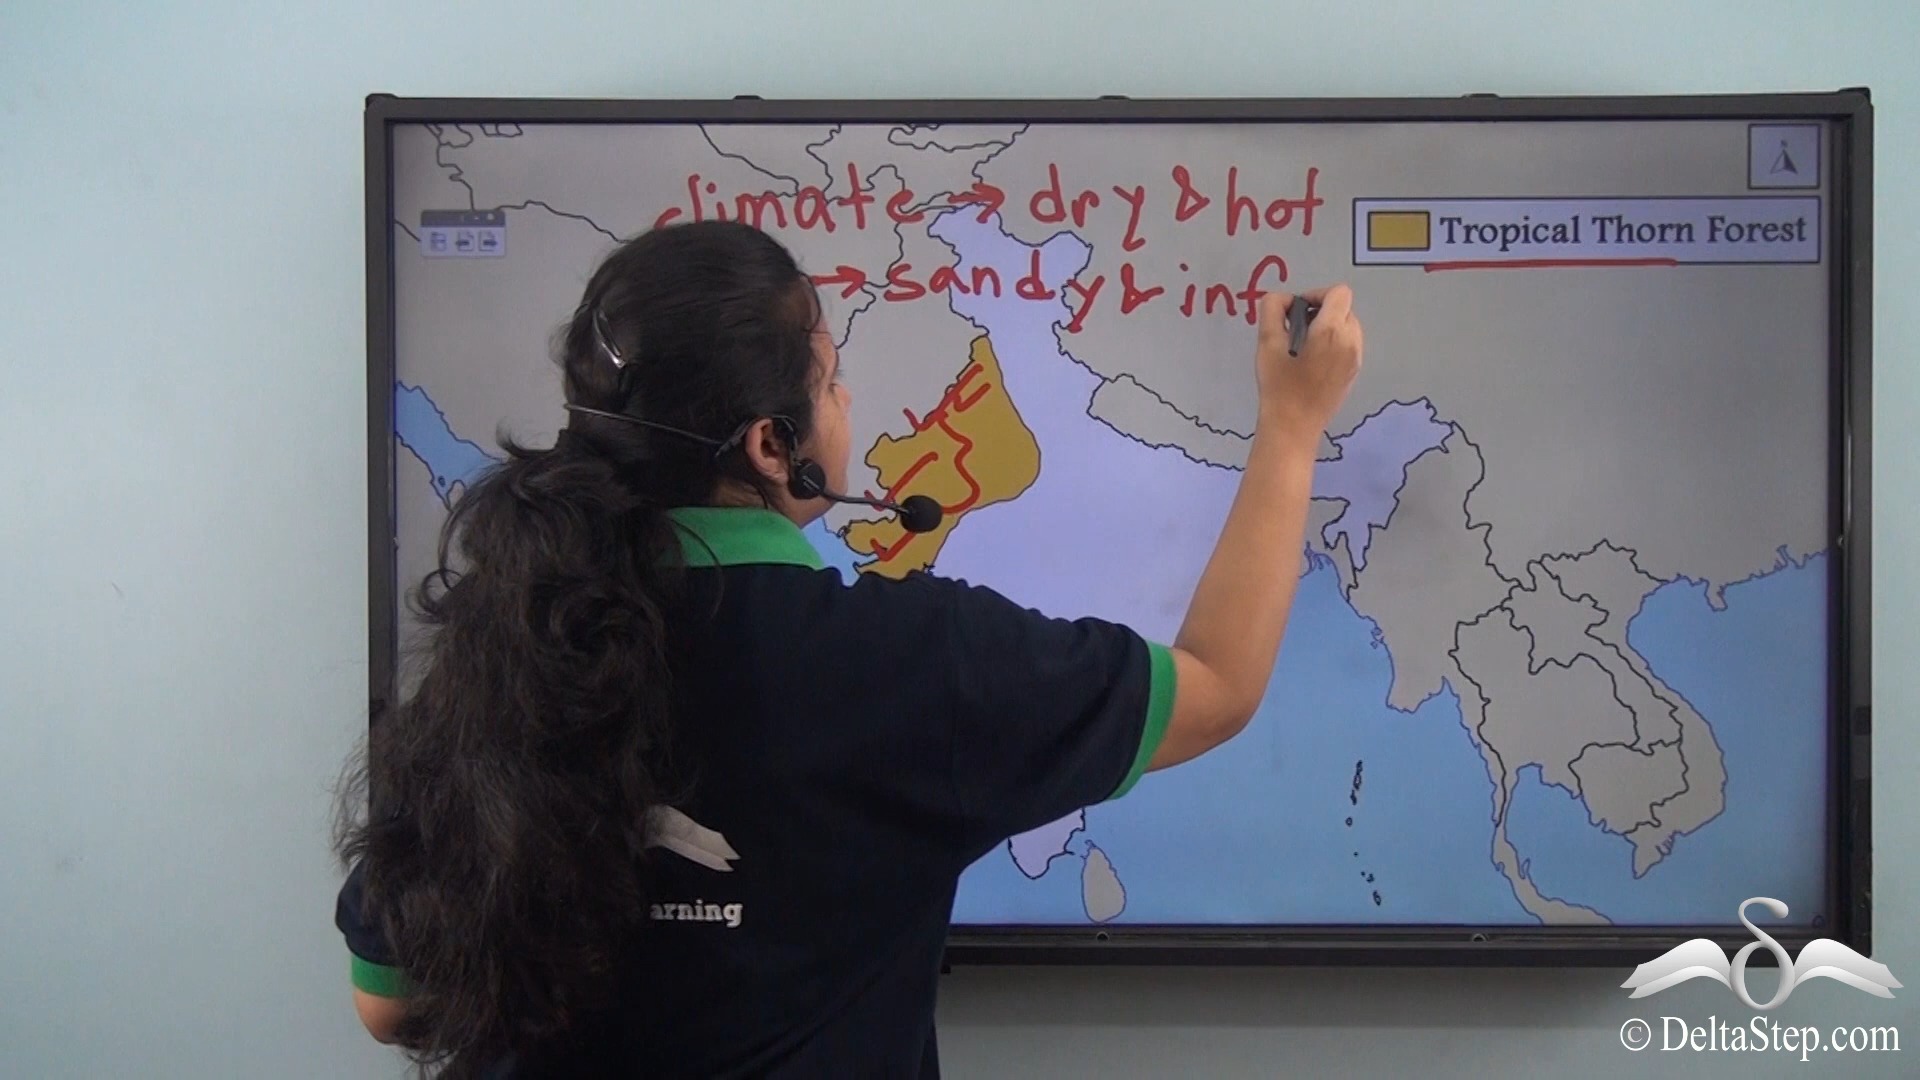 climate → dry & hot
→ sandy & inf
Tropical Thorn Forest
N
arning
© DeltaStep.com